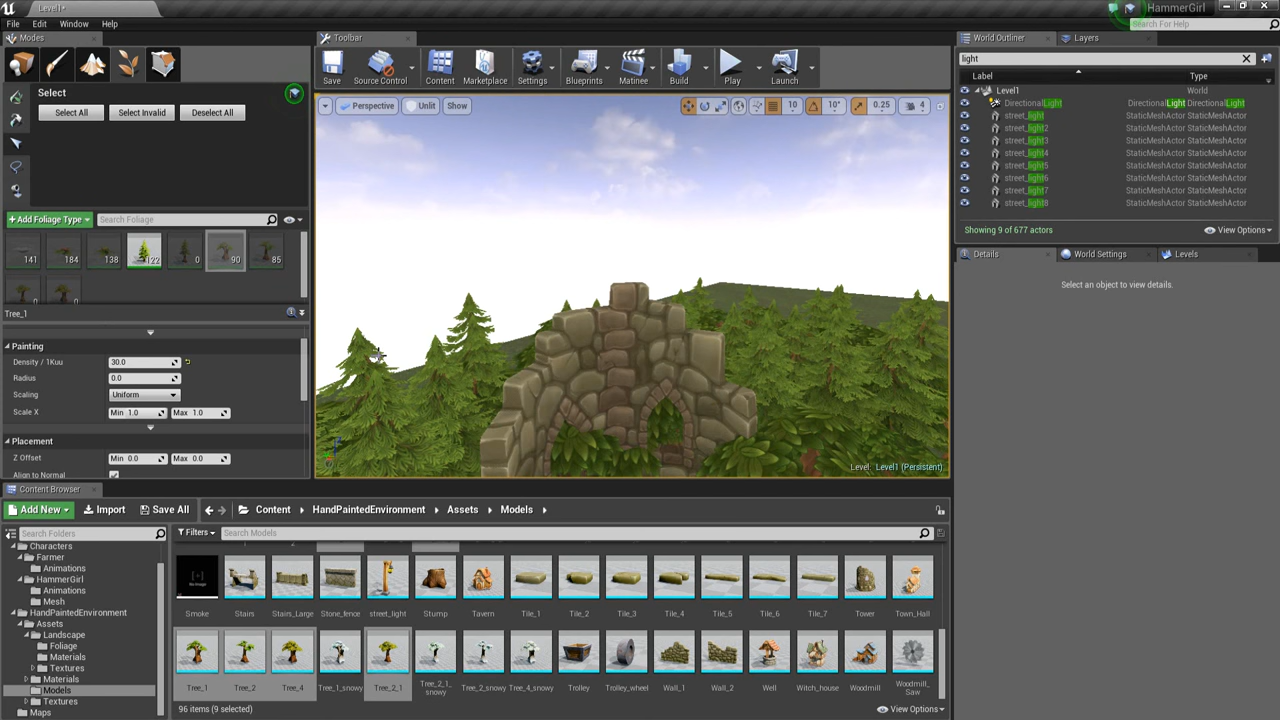 Level1*
HammerGirl
File Edit Window Help
Search For Help
Modes
Toolbar
World Outliner
Layers
Select
Select All
Select Invalid
Deselect All
Save
Source Control
Content
Marketplace
Settings
Blueprints
Matinee
Build
Play
Launch
Perspective
Unlit
Show
10
10°
0.25
4
light
Label
Type
Level1 World
DirectionalLight DirectionalLight DirectionalLight
street_light StaticMeshActor StaticMeshActor
street_light2 StaticMeshActor StaticMeshActor
street_light3 StaticMeshActor StaticMeshActor
street_light4 StaticMeshActor StaticMeshActor
street_light5 StaticMeshActor StaticMeshActor
street_light6 StaticMeshActor StaticMeshActor
street_light7 StaticMeshActor StaticMeshActor
street_light8 StaticMeshActor StaticMeshActor
Showing 9 of 677 actors
View Options
Details
World Settings
Levels
Select an object to view details.
+Add Foliage Type
Search Foliage
141 184 138 122 0 90 85
0 0
Tree_1
Painting
Density / 1Kuu 30.0
Radius 0.0
Scaling Uniform
Scale X Min 1.0 Max 1.0
Placement
Z Offset Min 0.0 Max 0.0
Align to Normal
Level: Level1 (Persistent)
Content Browser
Add New
Import
Save All
Content
HandPaintedEnvironment
Assets
Models
Search Folders
Filters
Search Models
Characters
Farmer
Animations
HammerGirl
Animations
Mesh
HandPaintedEnvironment
Assets
Landscape
Foliage
Materials
Textures
Materials
Models
Textures
Maps
Smoke Stairs Stairs_Large Stone_fence street_light Stump Tavern Tile_1 Tile_2 Tile_3 Tile_4 Tile_5 Tile_6 Tile_7 Tower Town_Hall
Tree_1 Tree_2 Tree_4 Tree_1_snowy Tree_2_1 Tree_2_1_snowy Tree_2_snowy Tree_4_snowy Trolley Trolley_wheel Wall_1 Wall_2 Well Witch_house Woodmill Woodmill_Saw
96 items (9 selected)
View Options